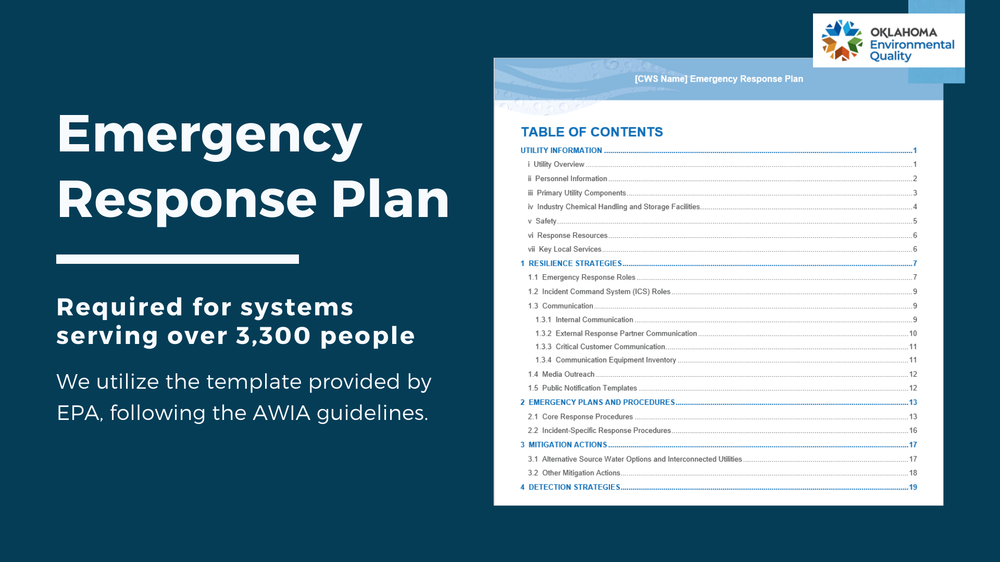 OKLAHOMA
Environmental
Quality
Emergency
Response Plan
Required for systems
serving over 3,300 people
We utilize the template provided by
EPA, following the AWIA guidelines.
[CWS Name] Emergency Response Plan
TABLE OF CONTENTS
UTILITY INFORMATION 1
i Utility Overview 1
ii Personnel Information 2
iii Primary Utility Components 3
iv Industry Chemical Handling and Storage Facilities 4
v Safety 5
vi Response Resources 6
vii Key Local Services 6
1 RESILIENCE STRATEGIES 7
1.1 Emergency Response Roles 7
1.2 Incident Command System (ICS) Roles 9
1.3 Communication 9
1.3.1 Internal Communication 9
1.3.2 External Response Partner Communication 10
1.3.3 Critical Customer Communication 11
1.3.4 Communication Equipment Inventory 11
1.4 Media Outreach 12
1.5 Public Notification Templates 12
2 EMERGENCY PLANS AND PROCEDURES 13
2.1 Core Response Procedures 13
2.2 Incident-Specific Response Procedures 16
3 MITIGATION ACTIONS 17
3.1 Alternative Source Water Options and Interconnected Utilities 17
3.2 Other Mitigation Actions 18
4 DETECTION STRATEGIES 19